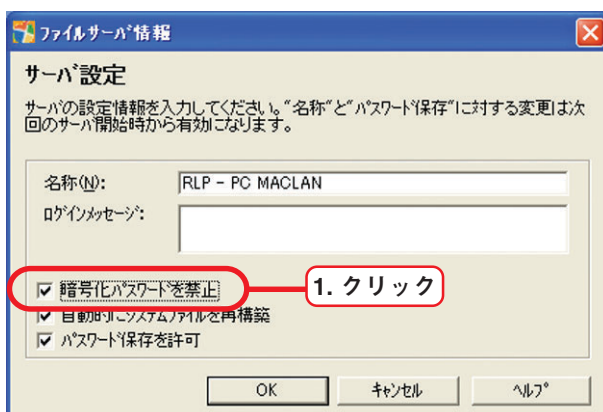 ファイルサーバ情報
サーバ設定
サーバの設定情報を入力してください。"名称"と"パスワード保存"に対する変更は次
回のサーバ開始時から有効になります。
名称(N): RLP - PC MACLAN
ログインメッセージ:
暗号化パスワードを禁止 1. クリック
自動的にシステムファイルを再構築
パスワード保存を許可
OK キャンセル ヘルプ